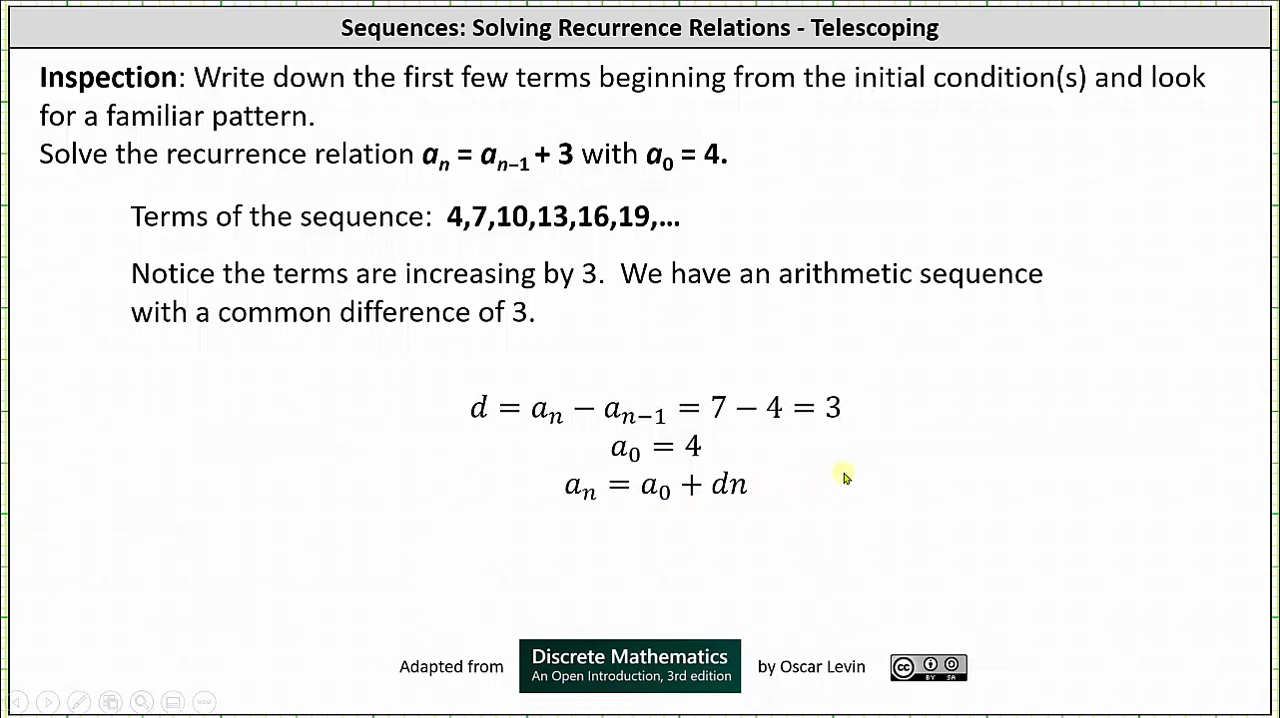 Sequences: Solving Recurrence Relations - Telescoping
Inspection: Write down the first few terms beginning from the initial condition(s) and look
for a familiar pattern.
Solve the recurrence relation aₙ = aₙ₋₁ + 3 with a₀ = 4.
Terms of the sequence: 4,7,10,13,16,19,...
Notice the terms are increasing by 3. We have an arithmetic sequence
with a common difference of 3.
d = aₙ − aₙ₋₁ = 7 − 4 = 3
a₀ = 4
aₙ = a₀ + dn
Adapted from Discrete Mathematics by Oscar Levin
An Open Introduction, 3rd edition
cc BY SA